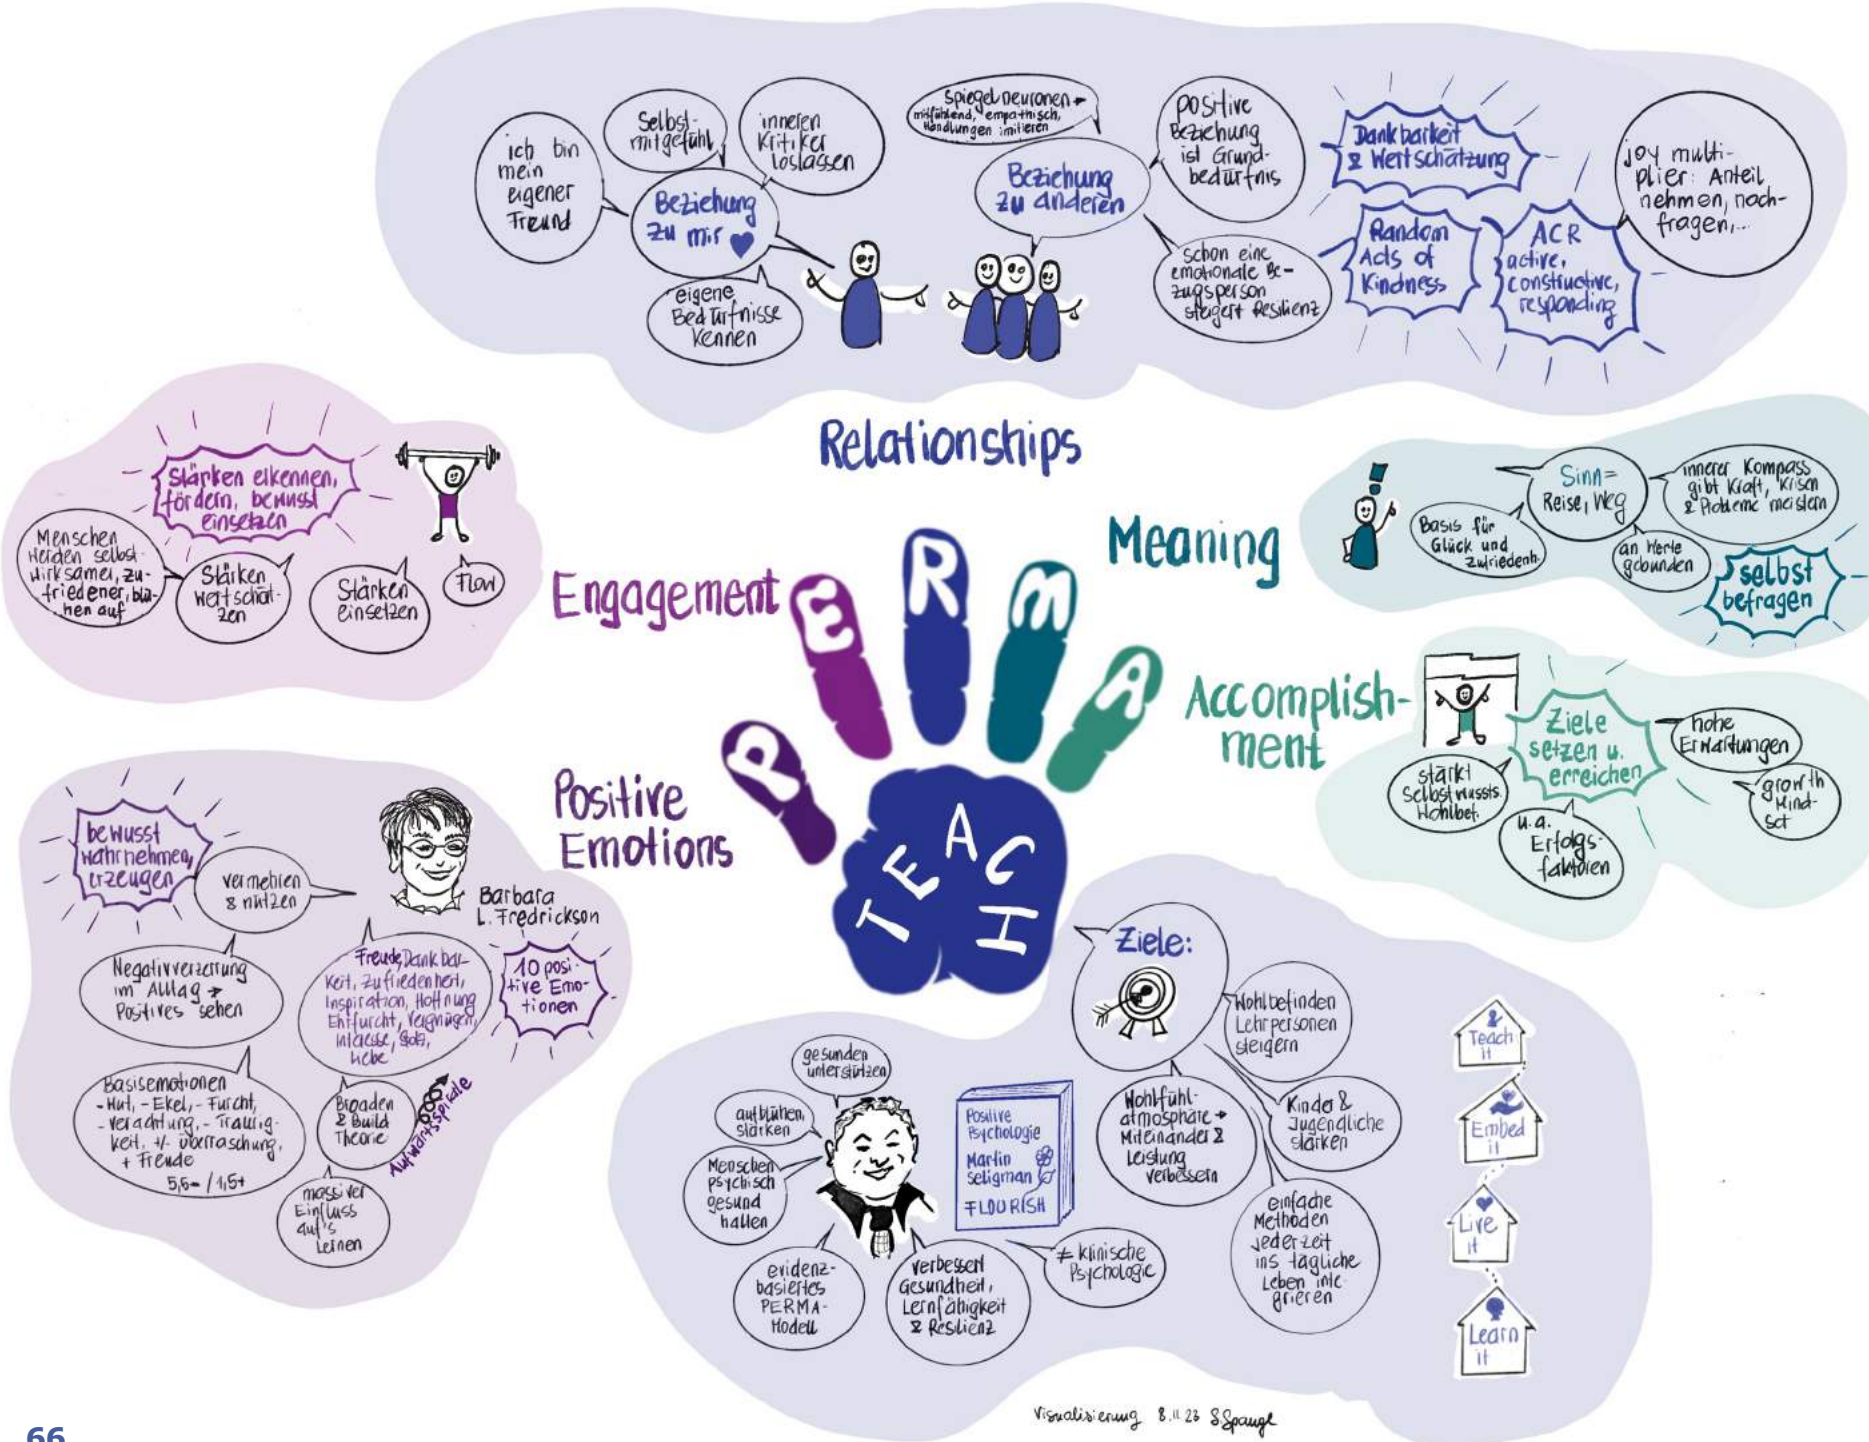 ich bin
mein
eigener
Freund
Selbst-
mitgefühl
inneren
Kritiker
loslassen
Beziehung
zu mir
eigene
Bedürfnisse
kennen
Spiegelneuronen →
mitfühlend, empathisch,
Handlungen imitieren
Beziehung
zu anderen
positive
Beziehung
ist Grund-
bedürfnis
schon eine
emotionale Be-
zugsperson
steigert Resilienz
Dankbarkeit
& Wertschätzung
Random
Acts of
Kindness
ACR
active,
constructive,
responding
joy multi-
plier: Anteil
nehmen, nach-
fragen,...
Relationships
Stärken erkennen,
fördern, bewusst
einsetzen
Menschen
werden selbst-
wirksamer, zu-
friedener, blü-
hen auf
Stärken
wertschät-
zen
Stärken
einsetzen
Flow
Engagement
Meaning
Sinn =
Reise, Weg
innerer Kompass
gibt Kraft, Krisen
& Probleme meistern
Basis für
Glück und
Zufriedenh.
an Werte
gebunden
selbst
befragen
Accomplish-
ment
Ziele
setzen u.
erreichen
hohe
Erwartungen
growth
Mind-
set
stärkt
Selbstwussts.
Wohlbef.
u.a.
Erfolgs-
faktoren
P
E
R
M
A
TEACH
Positive
Emotions
bewusst
wahrnehmen,
erzeugen
vermehren
& nützen
Barbara
L. Fredrickson
Negativverzerrung
im Alltag →
Positives sehen
Freude, Dankbar-
keit, Zufriedenheit,
Inspiration, Hoffnung
Ehrfurcht, Vergnügen,
Interesse, Stolz,
Liebe
10 posi-
tive Emo-
tionen
Basisemotionen
- Wut, - Ekel, - Furcht,
- Verachtung, - Traurig-
keit, +/- Überraschung,
+ Freude
5,5- / 1,5+
Broaden
& Build
Theorie
Aufwärtsspirale
massiver
Einfluss
auf's
Lernen
Ziele:
Wohlbefinden
Lehrpersonen
steigern
Wohlfühl-
atmosphäre →
Miteinander &
Leistung
verbessern
Kinder &
Jugendliche
stärken
einfache
Methoden
jederzeit
ins tägliche
Leben inte-
grieren
gesunden
unterstützen
aufblühen,
stärken
Menschen
psychisch
gesund
halten
evidenz-
basiertes
PERMA-
Modell
verbessert
Gesundheit,
Lernfähigkeit
& Resilienz
Positive
Psychologie
Martin
Seligman
FLOURISH
≠ klinische
Psychologie
Teach
it
Embed
it
Live
it
Learn
it
Visualisierung 8.11.23 S.Spangl
66